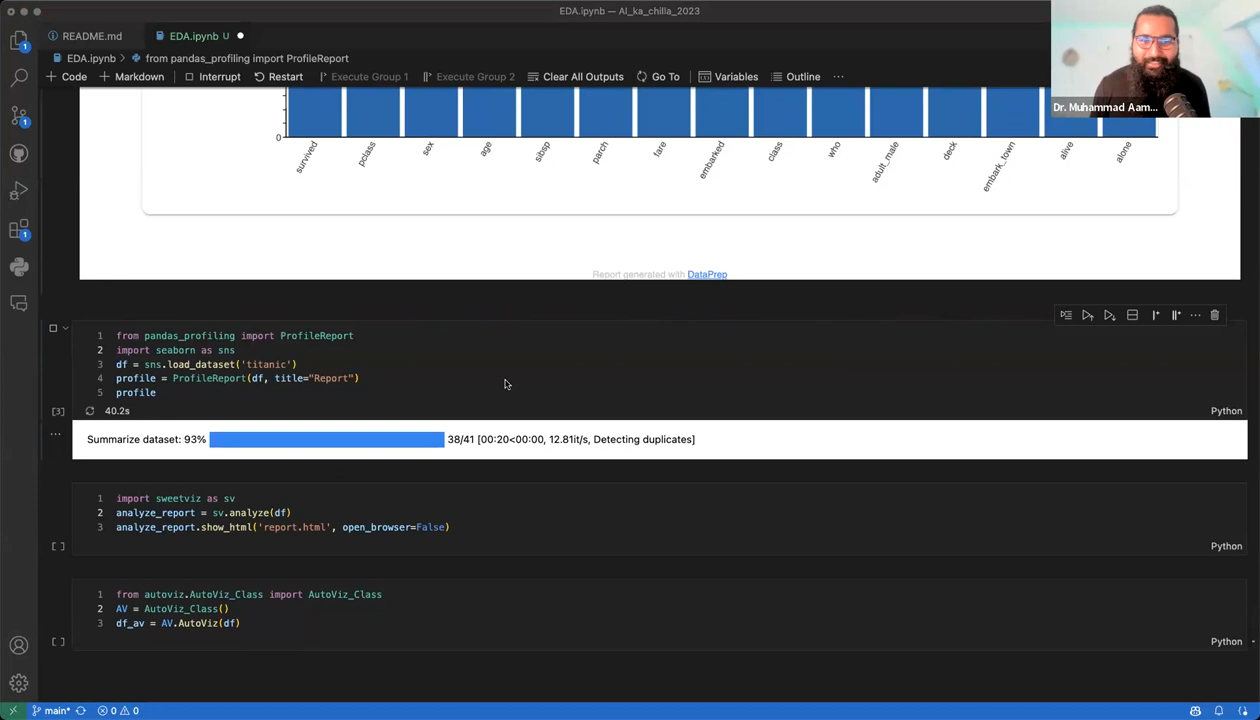 EDA.ipynb — AI_ka_chilla_2023
README.md
EDA.ipynb U
EDA.ipynb > from pandas_profiling import ProfileReport
+ Code + Markdown Interrupt Restart Execute Group 1 Execute Group 2 Clear All Outputs Go To Variables Outline ...
Dr. Muhammad Aam...
0
survived pclass sex age sibsp parch fare embarked class who adult_male deck embark_town alive alone
Report generated with DataPrep
1 from pandas_profiling import ProfileReport
2 import seaborn as sns
3 df = sns.load_dataset('titanic')
4 profile = ProfileReport(df, title="Report")
5 profile
[3] 40.2s Python
Summarize dataset: 93% 38/41 [00:20<00:00, 12.81it/s, Detecting duplicates]
1 import sweetviz as sv
2 analyze_report = sv.analyze(df)
3 analyze_report.show_html('report.html', open_browser=False)
[ ] Python
1 from autoviz.AutoViz_Class import AutoViz_Class
2 AV = AutoViz_Class()
3 df_av = AV.AutoViz(df)
[ ] Python
1
1
1
main* 0 0